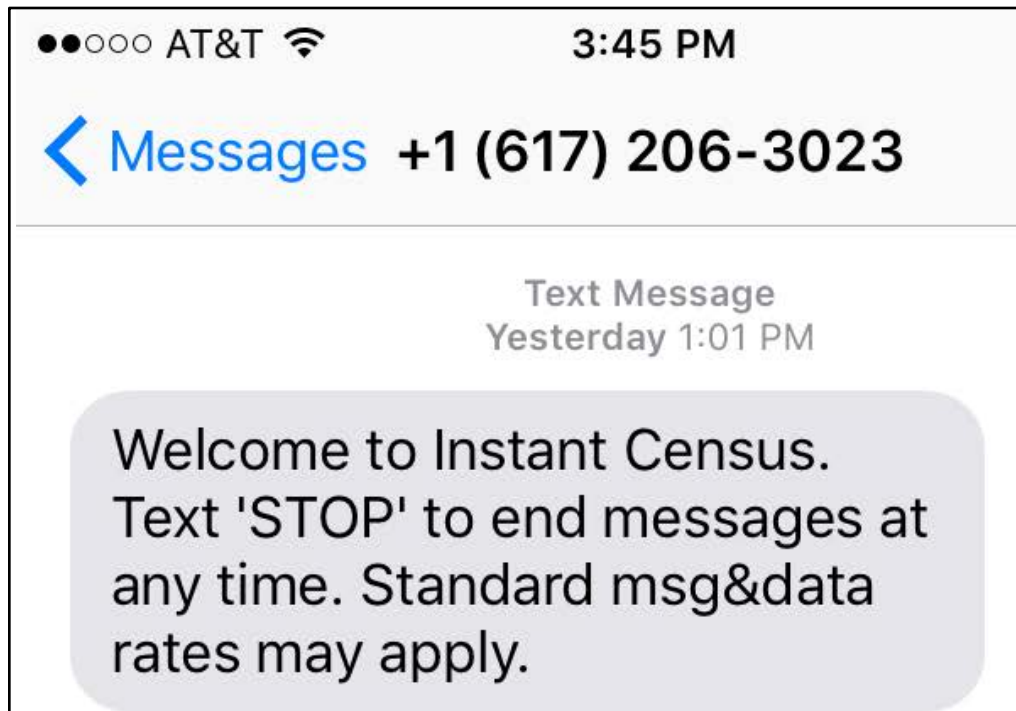 AT&T 3:45 PM
Messages +1 (617) 206-3023
Text Message
Yesterday 1:01 PM
Welcome to Instant Census.
Text 'STOP' to end messages at
any time. Standard msg&data
rates may apply.